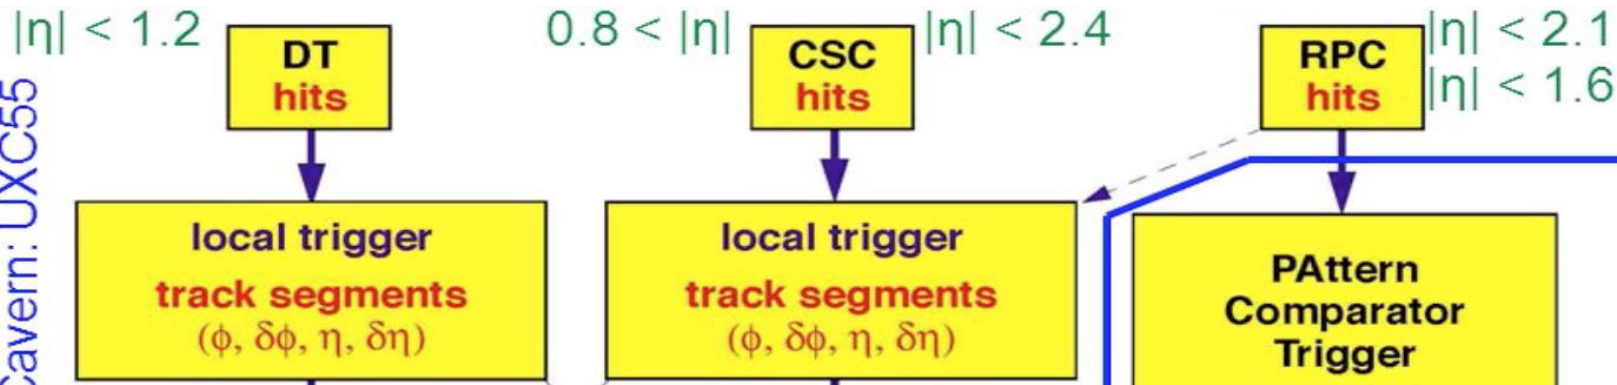 |η| < 1.2
DT
hits
0.8 < |η|
CSC
hits
|η| < 2.4
RPC
hits
|η| < 2.1
|η| < 1.6
Cavern: UXC55
local trigger
track segments
(ϕ, δϕ, η, δη)
local trigger
track segments
(ϕ, δϕ, η, δη)
PAttern
Comparator
Trigger